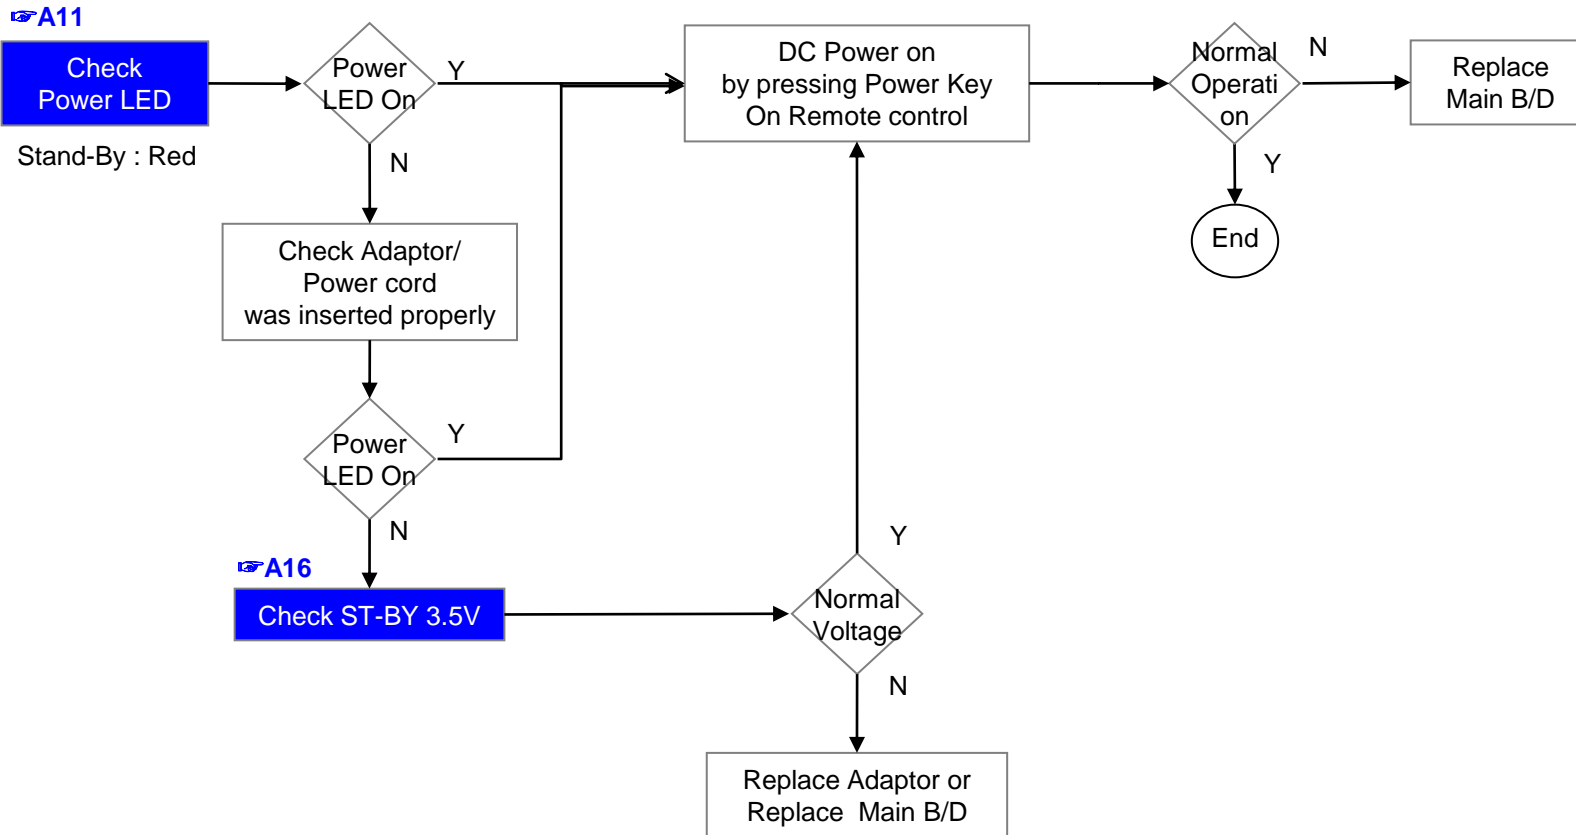 ☞A11
Check
Power LED
Stand-By : Red
Power
LED On
Y
N
DC Power on
by pressing Power Key
On Remote control
Normal
Operati
on
N
Y
Replace
Main B/D
End
Check Adaptor/
Power cord
was inserted properly
Power
LED On
Y
N
☞A16
Check ST-BY 3.5V
Normal
Voltage
Y
N
Replace Adaptor or
Replace Main B/D